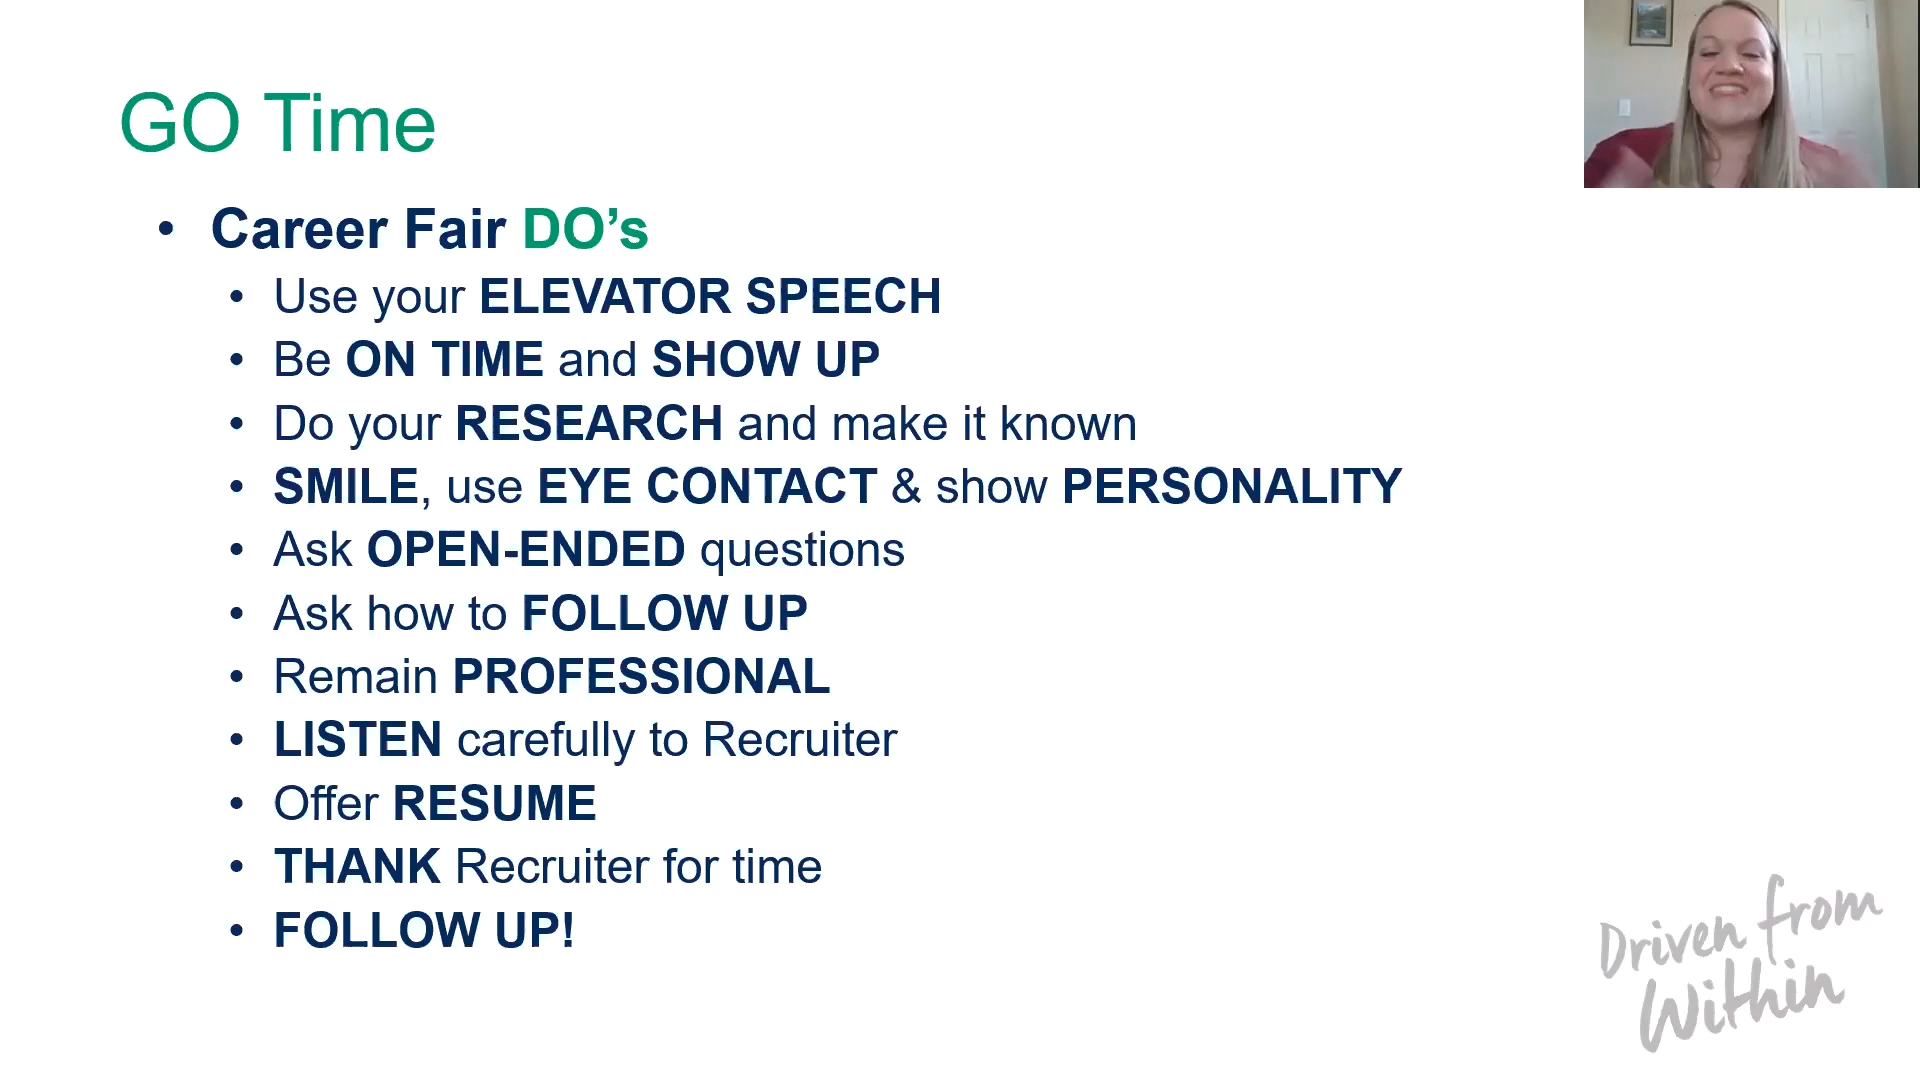 GO Time
• Career Fair DO’s
• Use your ELEVATOR SPEECH
• Be ON TIME and SHOW UP
• Do your RESEARCH and make it known
• SMILE, use EYE CONTACT & show PERSONALITY
• Ask OPEN-ENDED questions
• Ask how to FOLLOW UP
• Remain PROFESSIONAL
• LISTEN carefully to Recruiter
• Offer RESUME
• THANK Recruiter for time
• FOLLOW UP!
Driven from
Within